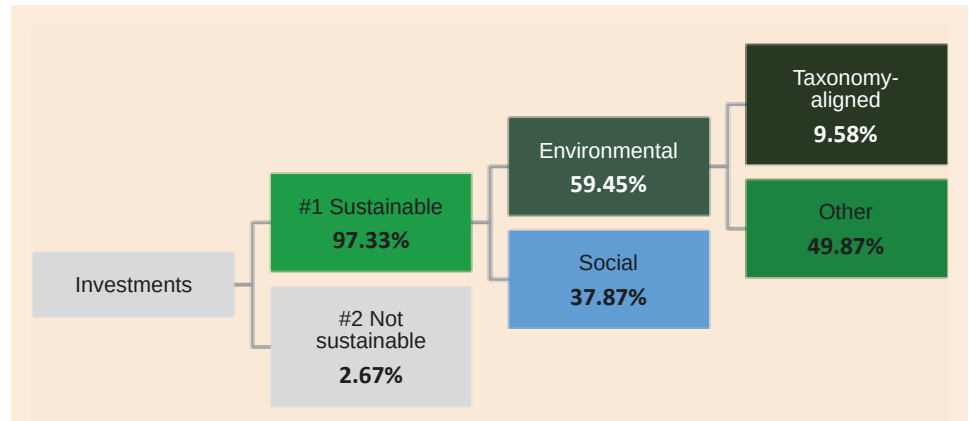 Investments
#1 Sustainable
97.33%
#2 Not
sustainable
2.67%
Environmental
59.45%
Social
37.87%
Taxonomy-
aligned
9.58%
Other
49.87%